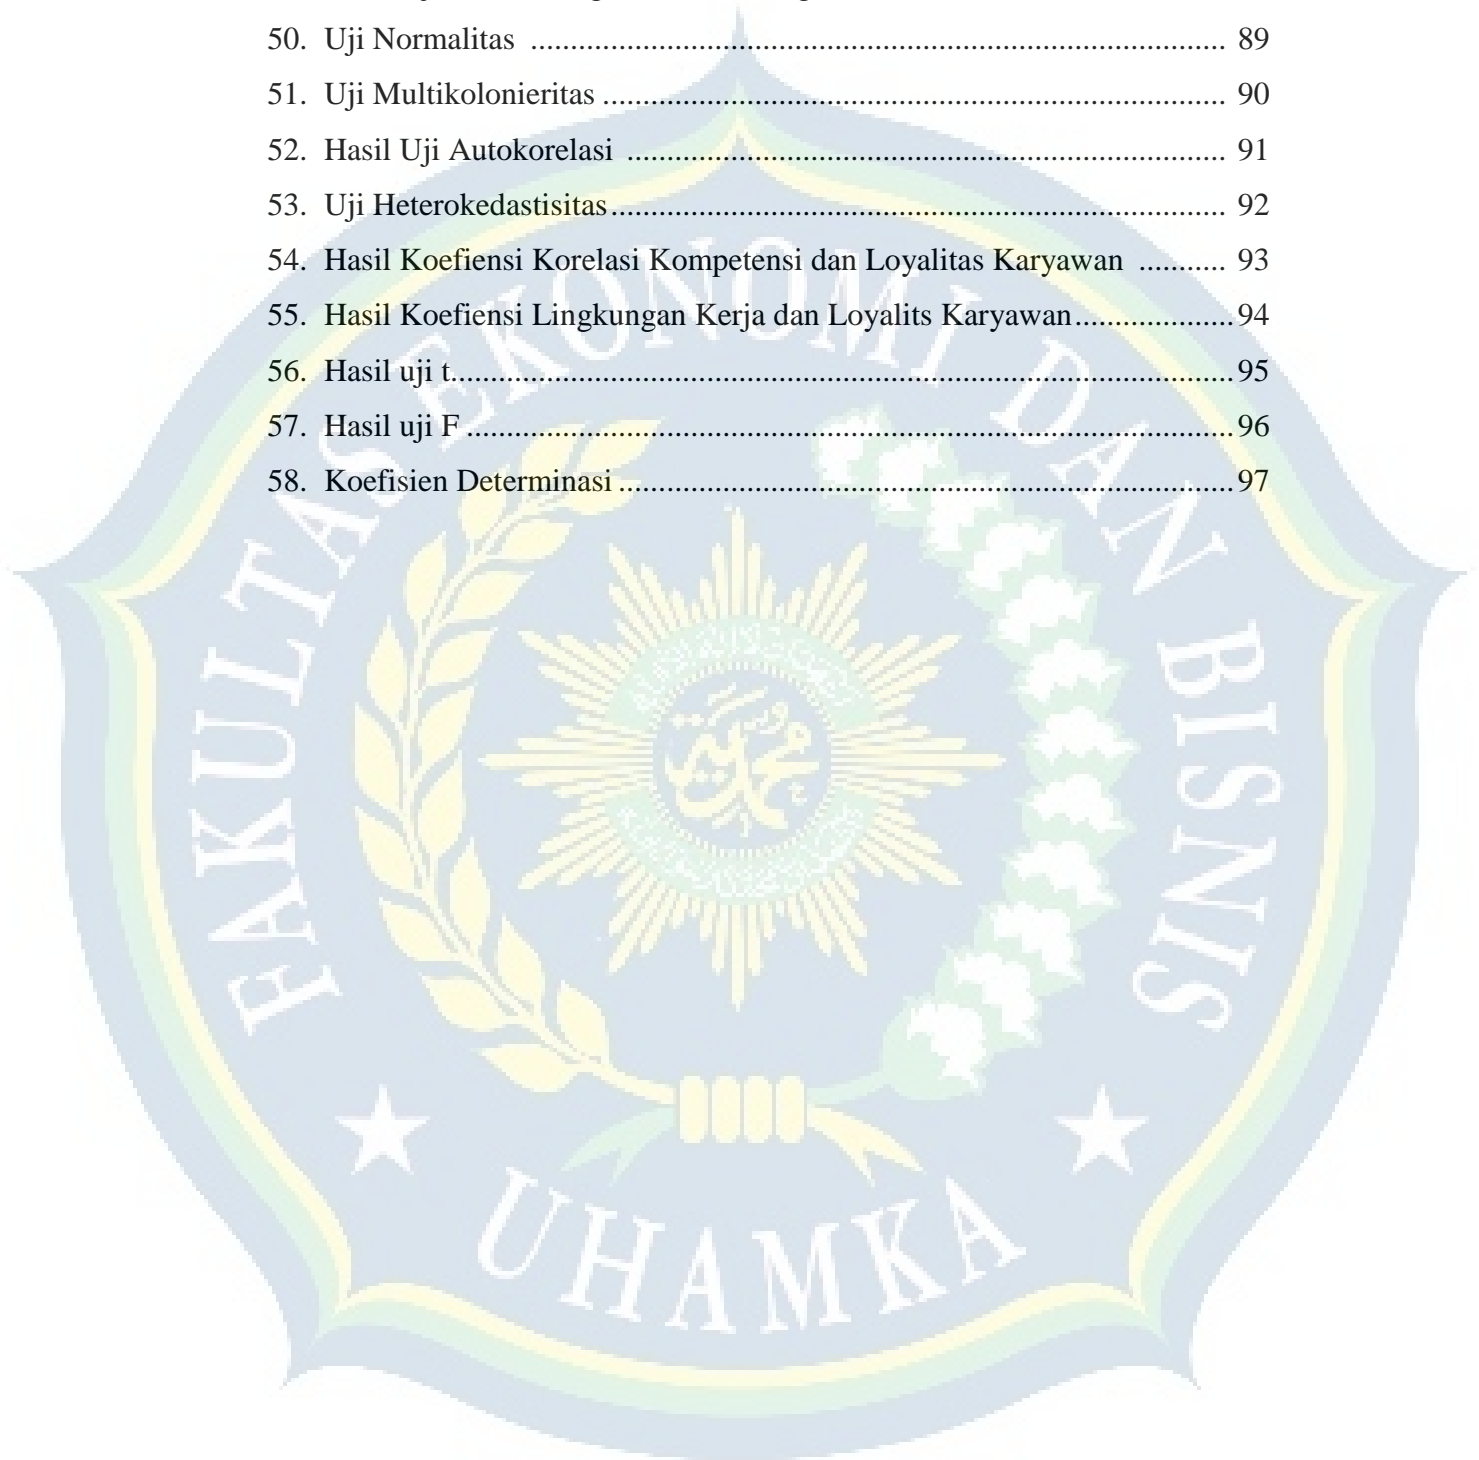 50. Uji Normalitas ........................................................................................ 89
51. Uji Multikolonieritas ............................................................................... 90
52. Hasil Uji Autokorelasi ............................................................................ 91
53. Uji Heterokedastisitas.............................................................................. 92
54. Hasil Koefiensi Korelasi Kompetensi dan Loyalitas Karyawan ........... 93
55. Hasil Koefiensi Lingkungan Kerja dan Loyalits Karyawan....................94
56. Hasil uji t..................................................................................................95
57. Hasil uji F .................................................................................................96
58. Koefisien Determinasi ..............................................................................97
FAKULTAS EKONOMI DAN BISNIS
UHAMKA